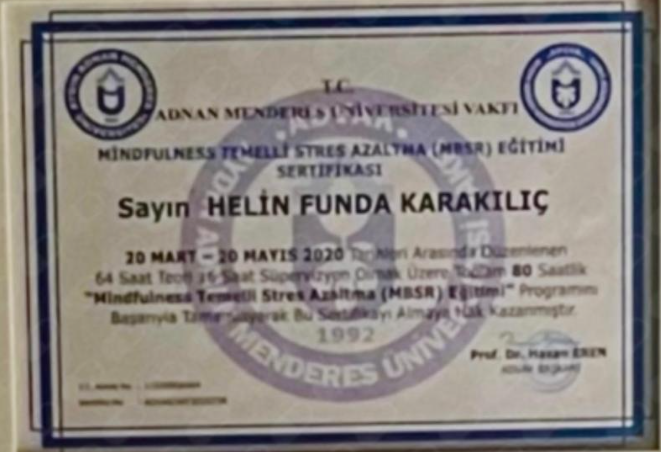 T.C.
ADNAN MENDERES ÜNİVERSİTESİ VAKFI
MİNDFULNESS TEMELLİ STRES AZALTMA (MBSR) EĞİTİMİ
SERTİFİKASI
Sayın HELİN FUNDA KARAKILIÇ
20 MART – 20 MAYIS 2020 Tarihleri Arasında Düzenlenen
64 Saat Teori 16 Saat Süpervizyon Olmak Üzere Toplam 80 Saatlik
"Mindfulness Temelli Stres Azaltma (MBSR) Eğitimi" Programını
Başarıyla Tamamlayarak Bu Sertifikayı Almaya Hak Kazanmıştır.
1992
MENDERES ÜNİVE
Prof. Dr. Hasan EREN